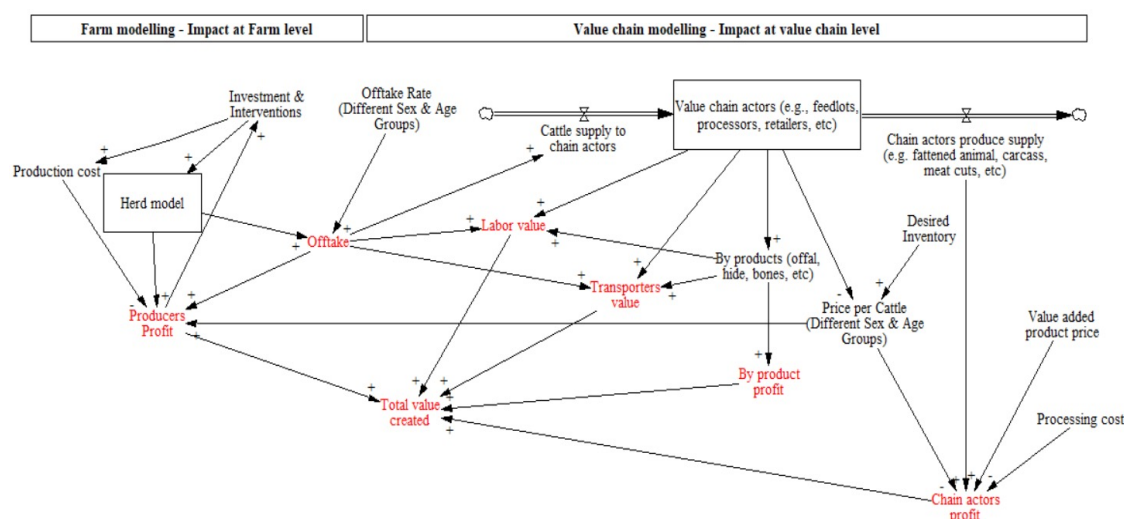 Farm modelling - Impact at Farm level
Value chain modelling - Impact at value chain level
Investment &
Interventions
Offtake Rate
(Different Sex & Age
Groups)
Cattle supply to
chain actors
Value chain actors (e.g., feedlots,
processors, retailers, etc)
Chain actors produce supply
(e.g. fattened animal, carcass,
meat cuts, etc)
Production cost
Herd model
Offtake
Labor value
Desired
Inventory
By products (offal,
hide, bones, etc)
Transporters
value
Producers
Profit
Price per Cattle
(Different Sex & Age
Groups)
Value added
product price
By product
profit
Total value
created
Processing cost
Chain actors
profit